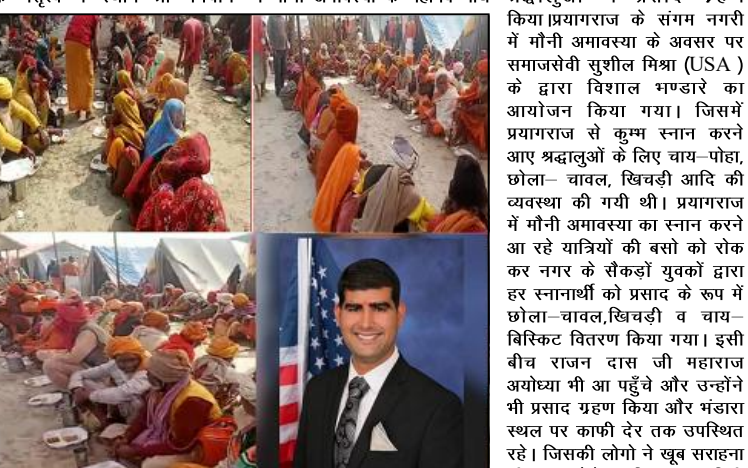 किया।प्रयागराज के संगम नगरी
में मौनी अमावस्या के अवसर पर
समाजसेवी सुशील मिश्रा (USA )
के द्वारा विशाल भण्डारे का
आयोजन किया गया। जिसमें
प्रयागराज से कुम्भ स्नान करने
आए श्रद्धालुओं के लिए चाय–पोहा,
छोला– चावल, खिचड़ी आदि की
व्यवस्था की गयी थी। प्रयागराज
में मौनी अमावस्या का स्नान करने
आ रहे यात्रियों की बसो को रोक
कर नगर के सैकड़ों युवकों द्वारा
हर स्नानार्थी को प्रसाद के रूप में
छोला–चावल,खिचड़ी व चाय–
बिस्किट वितरण किया गया। इसी
बीच राजन दास जी महाराज
अयोध्या भी आ पहुँचे और उन्होंने
भी प्रसाद ग्रहण किया और भंडारा
स्थल पर काफी देर तक उपस्थित
रहे। जिसकी लोगो ने खूब सराहना